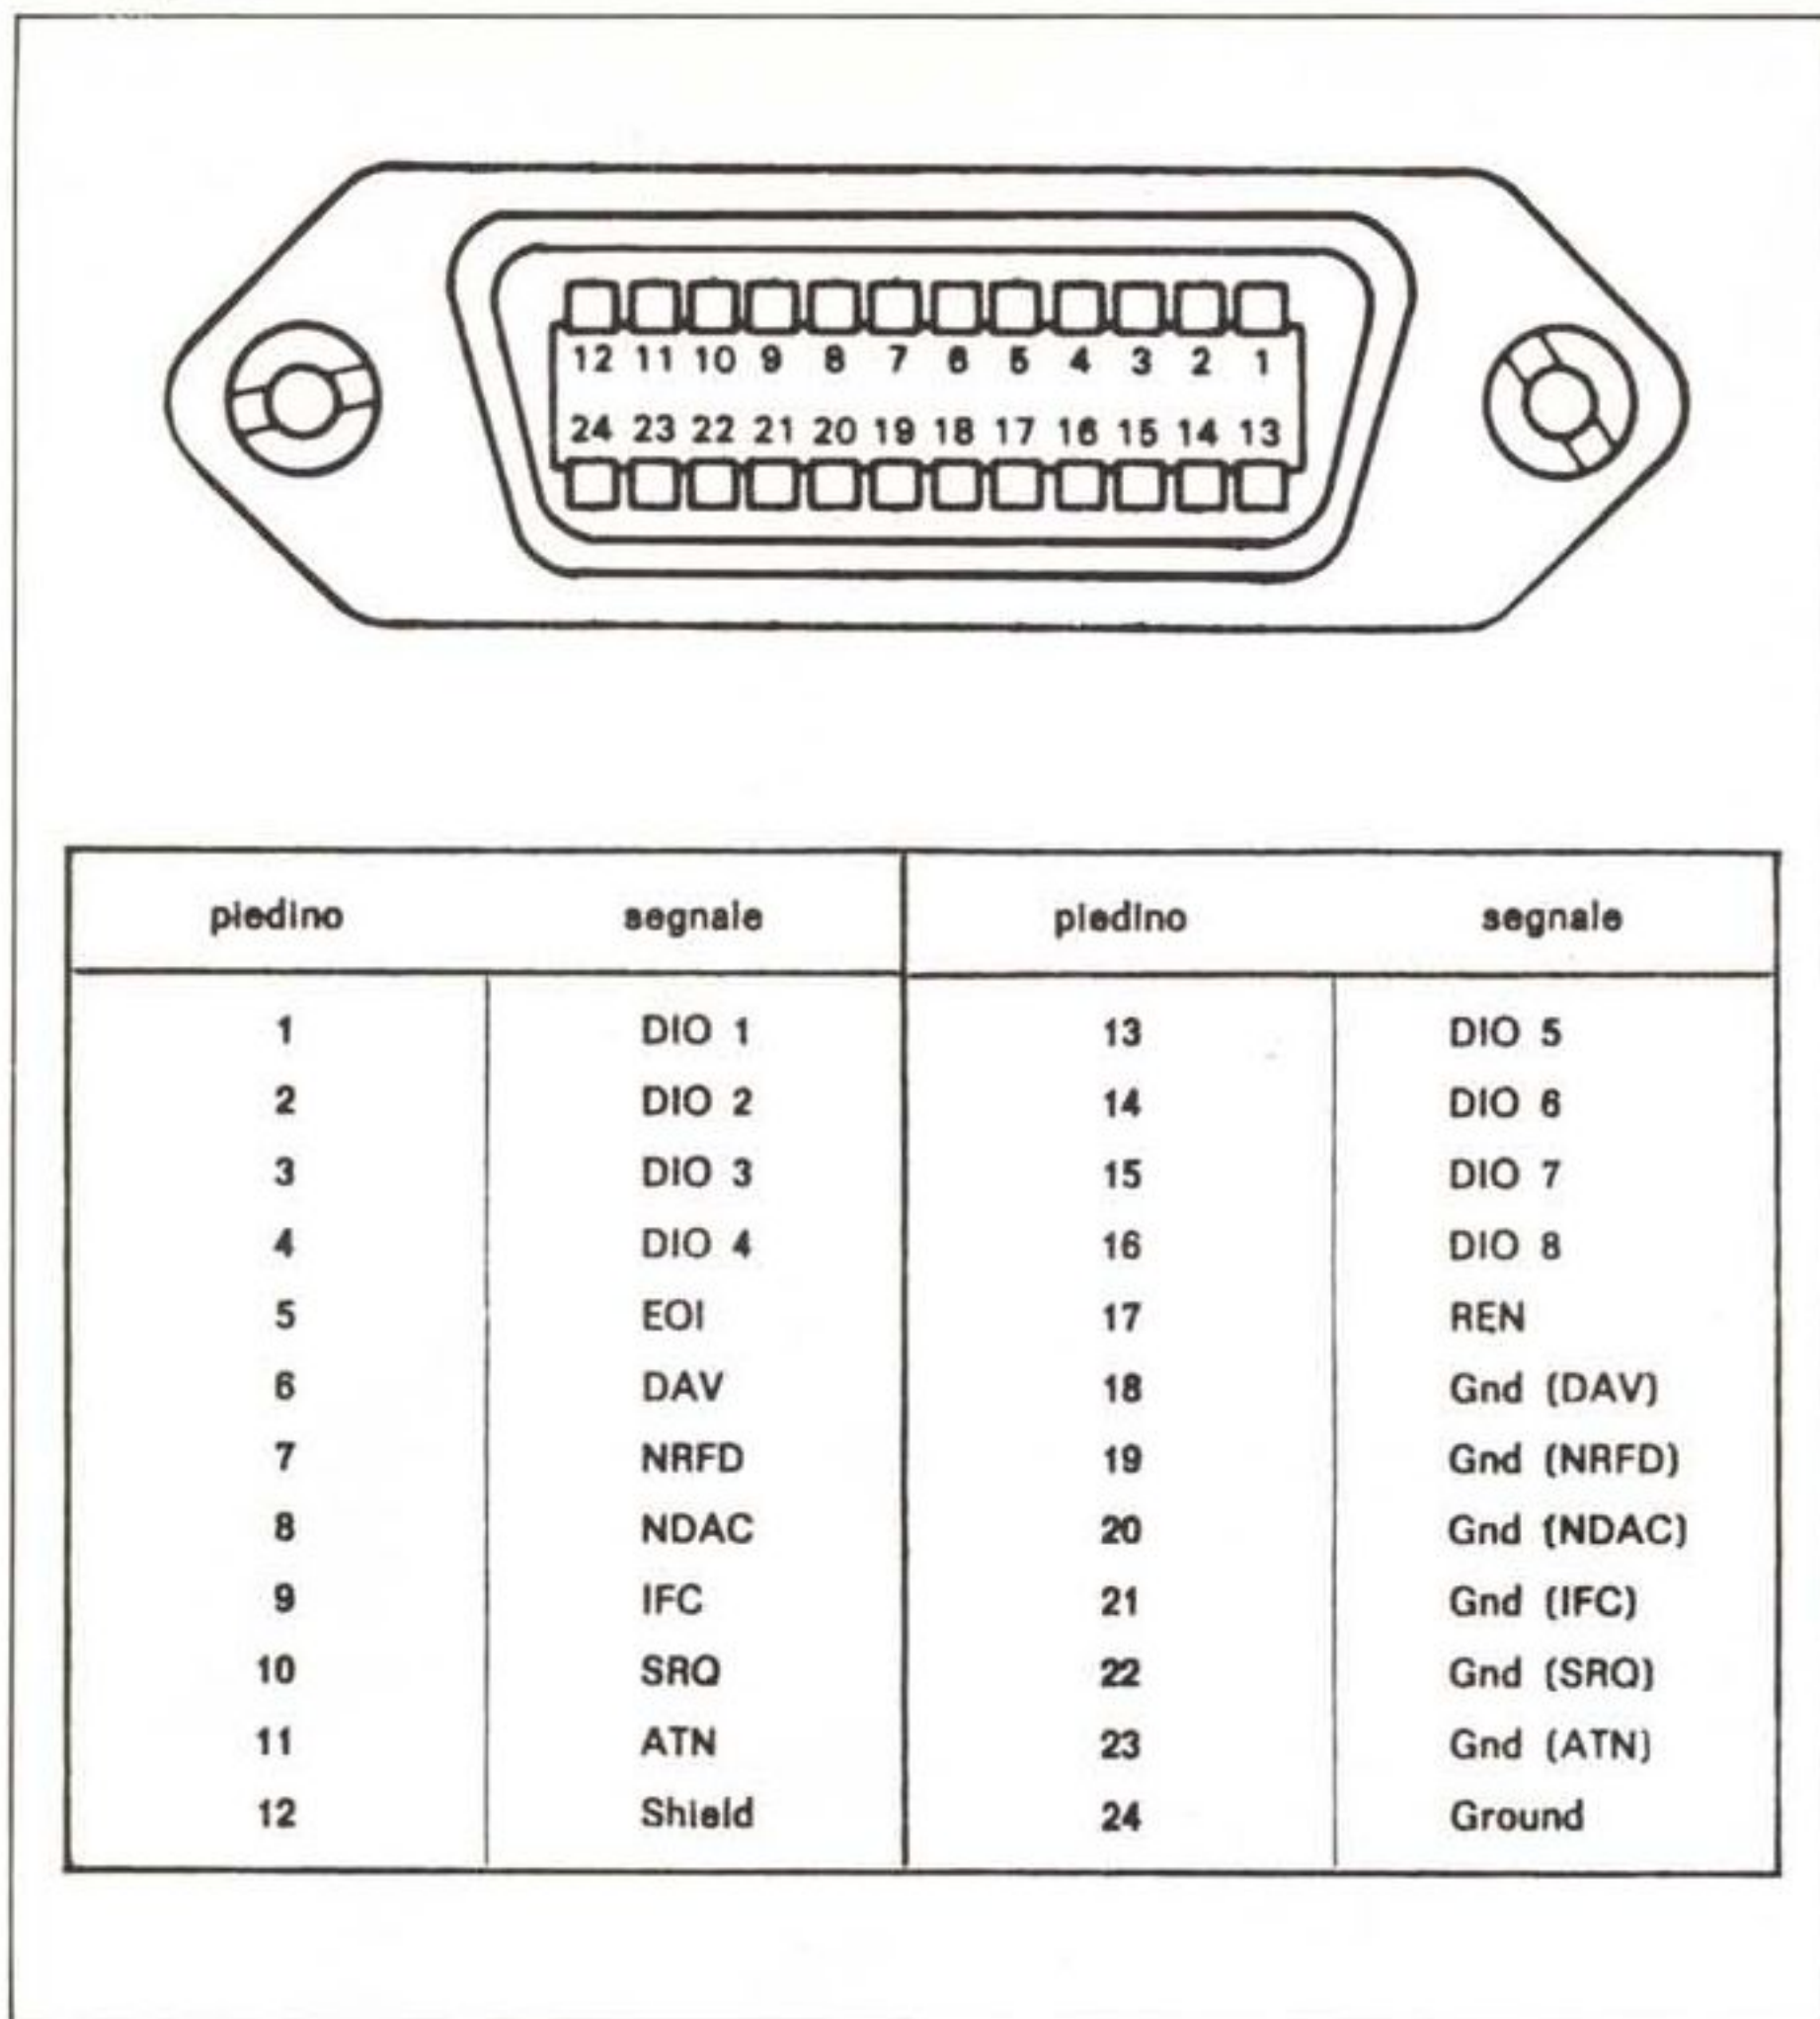 12 11 10 9 8 7 6 5 4 3 2 1
24 23 22 21 20 19 18 17 16 15 14 13
piedino segnale piedino segnale
1 DIO 1 13 DIO 5
2 DIO 2 14 DIO 6
3 DIO 3 15 DIO 7
4 DIO 4 16 DIO 8
5 EOI 17 REN
6 DAV 18 Gnd (DAV)
7 NRFD 19 Gnd (NRFD)
8 NDAC 20 Gnd (NDAC)
9 IFC 21 Gnd (IFC)
10 SRQ 22 Gnd (SRQ)
11 ATN 23 Gnd (ATN)
12 Shield 24 Ground